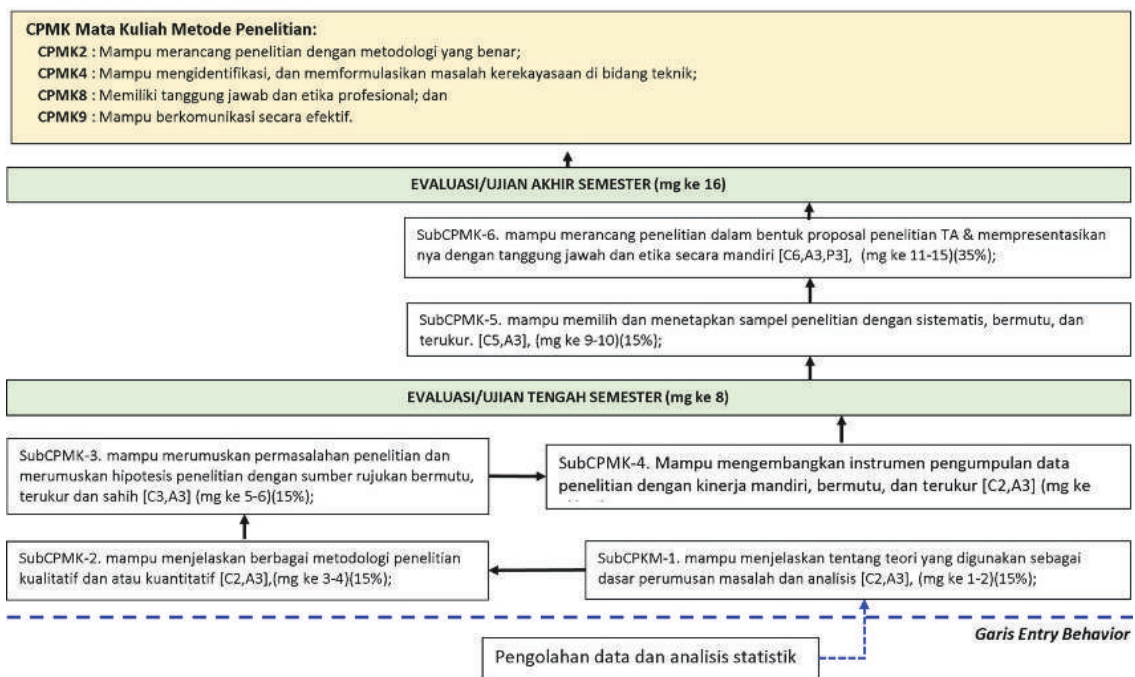 CPMK Mata Kuliah Metode Penelitian:
CPMK2 : Mampu merancang penelitian dengan metodologi yang benar;
CPMK4 : Mampu mengidentifikasi, dan memformulasikan masalah kerekayasaan di bidang teknik;
CPMK8 : Memiliki tanggung jawab dan etika profesional; dan
CPMK9 : Mampu berkomunikasi secara efektif.
EVALUASI/UJIAN AKHIR SEMESTER (mg ke 16)
SubCPMK-6. mampu merancang penelitian dalam bentuk proposal penelitian TA & mempresentasikan
nya dengan tanggung jawah dan etika secara mandiri [C6,A3,P3], (mg ke 11-15)(35%);
SubCPMK-5. mampu memilih dan menetapkan sampel penelitian dengan sistematis, bermutu, dan
terukur. [C5,A3], (mg ke 9-10)(15%);
EVALUASI/UJIAN TENGAH SEMESTER (mg ke 8)
SubCPMK-3. mampu merumuskan permasalahan penelitian dan
merumuskan hipotesis penelitian dengan sumber rujukan bermutu,
terukur dan sahih [C3,A3] (mg ke 5-6)(15%);
SubCPMK-4. Mampu mengembangkan instrumen pengumpulan data
penelitian dengan kinerja mandiri, bermutu, dan terukur [C2,A3] (mg ke
SubCPMK-2. mampu menjelaskan berbagai metodologi penelitian
kualitatif dan atau kuantitatif [C2,A3],(mg ke 3-4)(15%);
SubCPKM-1. mampu menjelaskan tentang teori yang digunakan sebagai
dasar perumusan masalah dan analisis [C2,A3], (mg ke 1-2)(15%);
Garis Entry Behavior
Pengolahan data dan analisis statistik